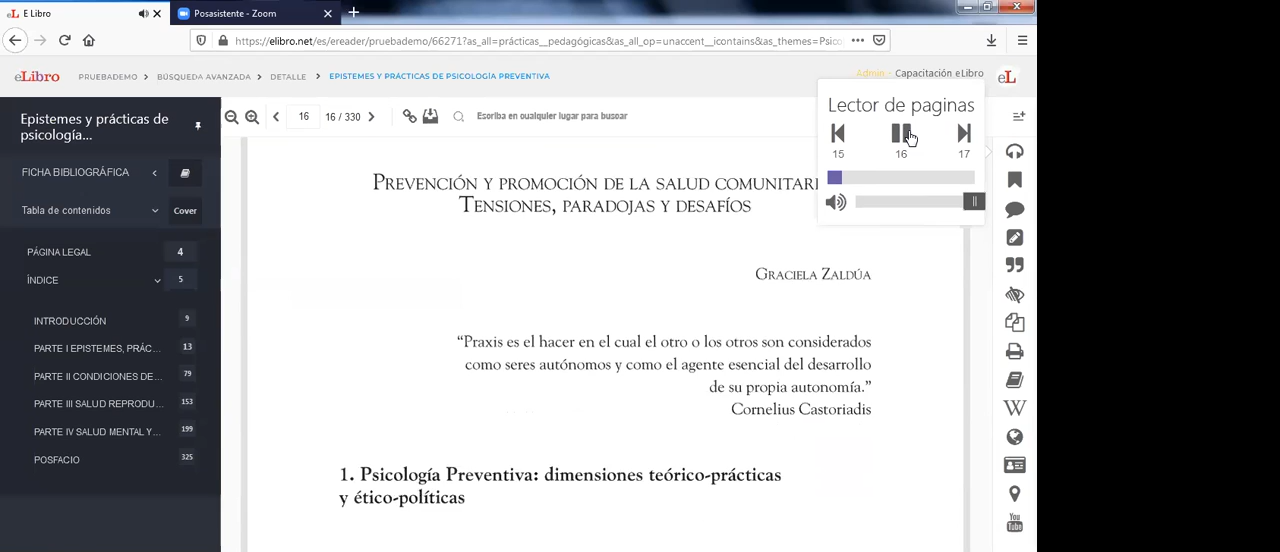 E Libro
Posasistente - Zoom
https://elibro.net/es/ereader/pruebademo/66271?as_all=prácticas__pedagógicas&as_all_op=unaccent__icontains&as_themes=Psico
eLibro
PRUEBADEMO > BÚSQUEDA AVANZADA > DETALLE > EPISTEMES Y PRÁCTICAS DE PSICOLOGÍA PREVENTIVA
Admin - Capacitación eLibro
eL
Epistemes y prácticas de
psicología...
FICHA BIBLIOGRÁFICA
Tabla de contenidos
Cover
PÁGINA LEGAL 4
ÍNDICE 5
INTRODUCCIÓN 9
PARTE I EPISTEMES, PRÁC... 13
PARTE II CONDICIONES DE... 79
PARTE III SALUD REPRODU... 153
PARTE IV SALUD MENTAL Y... 199
POSFACIO 325
16 16 / 330
Escriba en cualquier lugar para buscar
Lector de paginas
15 16 17
PREVENCIÓN Y PROMOCIÓN DE LA SALUD COMUNITARI
TENSIONES, PARADOJAS Y DESAFÍOS
GRACIELA ZALDÚA
“Praxis es el hacer en el cual el otro o los otros son considerados
como seres autónomos y como el agente esencial del desarrollo
de su propia autonomía.”
Cornelius Castoriadis
1. Psicología Preventiva: dimensiones teórico-prácticas
y ético-políticas
W
You
Tube